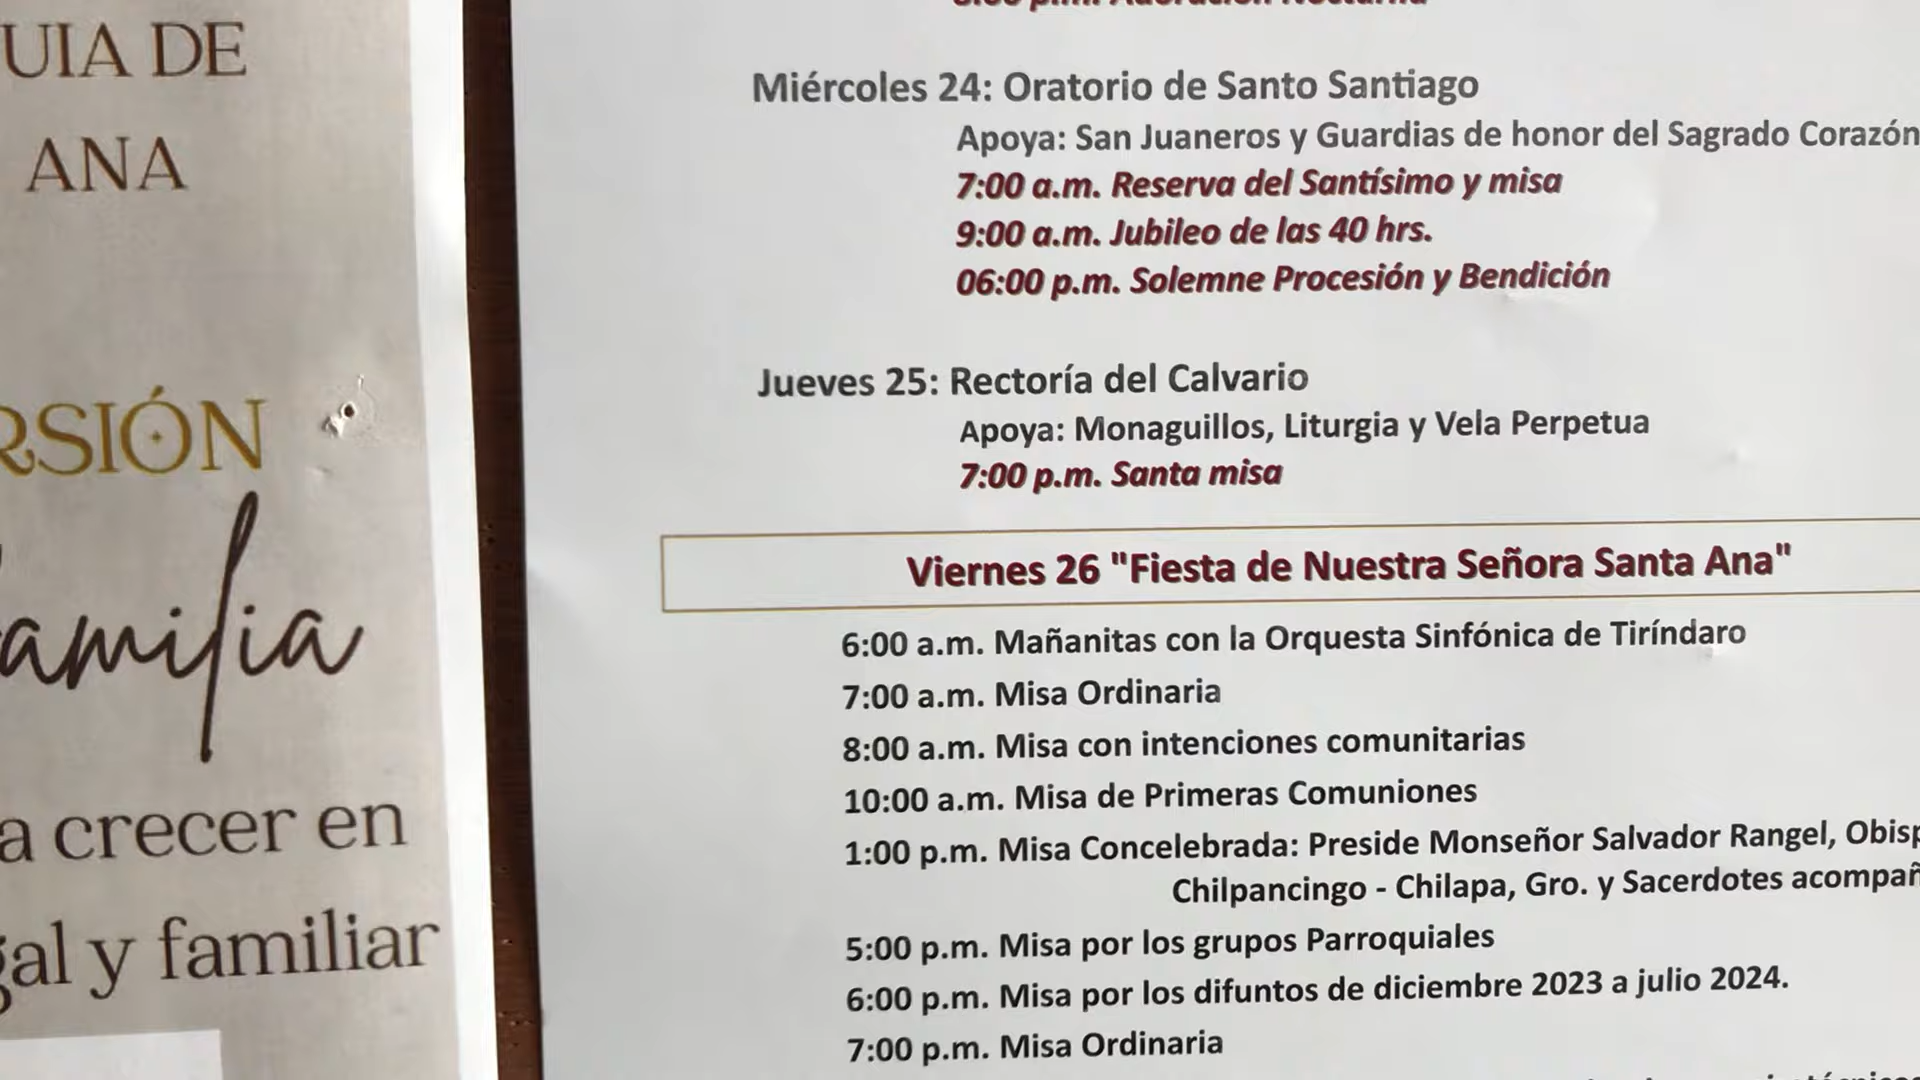 UIA DE
ANA
RSIÓN
amilia
a crecer en
gal y familiar
8:00 p.m. Adoración Nocturna
Miércoles 24: Oratorio de Santo Santiago
Apoya: San Juaneros y Guardias de honor del Sagrado Corazón
7:00 a.m. Reserva del Santísimo y misa
9:00 a.m. Jubileo de las 40 hrs.
06:00 p.m. Solemne Procesión y Bendición
Jueves 25: Rectoría del Calvario
Apoya: Monaguillos, Liturgia y Vela Perpetua
7:00 p.m. Santa misa
Viernes 26 "Fiesta de Nuestra Señora Santa Ana"
6:00 a.m. Mañanitas con la Orquesta Sinfónica de Tiríndaro
7:00 a.m. Misa Ordinaria
8:00 a.m. Misa con intenciones comunitarias
10:00 a.m. Misa de Primeras Comuniones
1:00 p.m. Misa Concelebrada: Preside Monseñor Salvador Rangel, Obisp
Chilpancingo - Chilapa, Gro. y Sacerdotes acompañ
5:00 p.m. Misa por los grupos Parroquiales
6:00 p.m. Misa por los difuntos de diciembre 2023 a julio 2024.
7:00 p.m. Misa Ordinaria